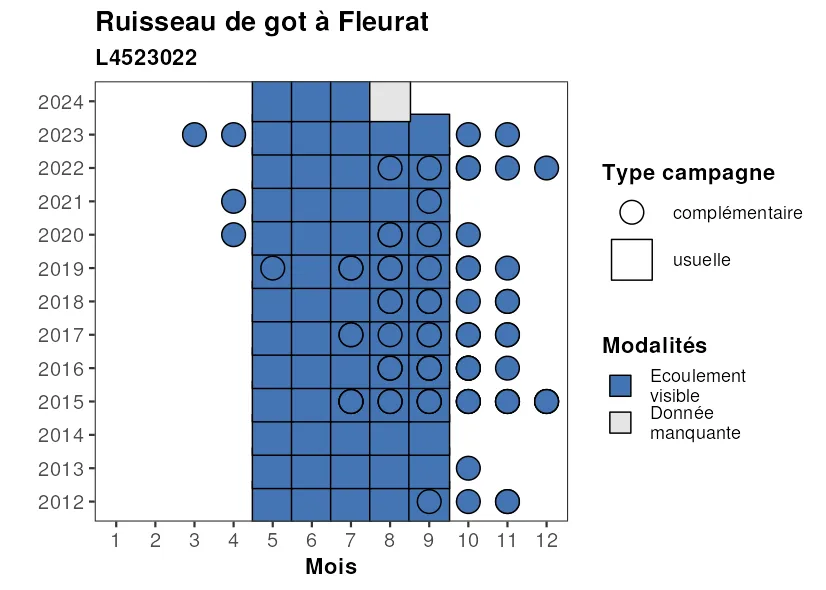 Ruisseau de got à Fleurat
L4523022
2024
2023
2022
2021
2020
2019
2018
2017
2016
2015
2014
2013
2012
1 2 3 4 5 6 7 8 9 10 11 12
Mois
Type campagne
complémentaire
usuelle
Modalités
Ecoulement
visible
Donnée
manquante